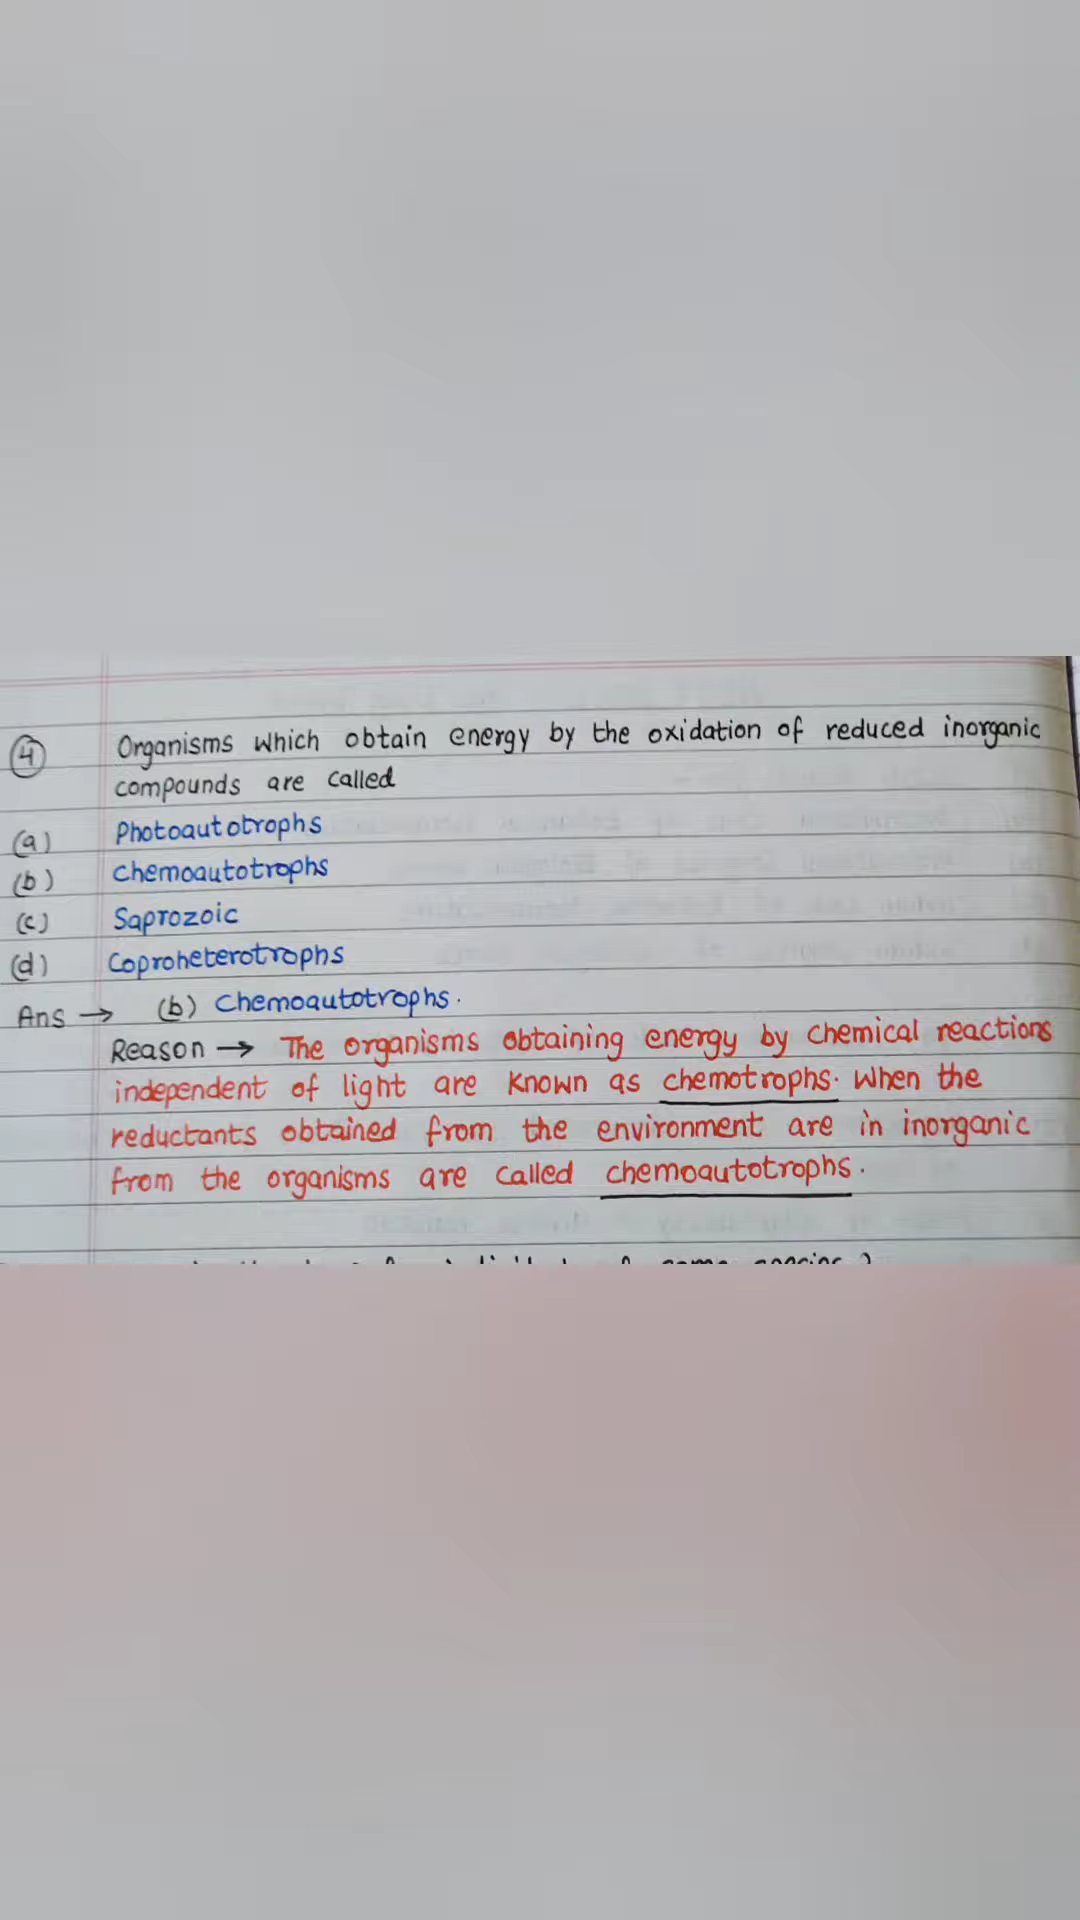 4 Organisms which obtain energy by the oxidation of reduced inorganic
compounds are called
(a) Photoautotrophs
(b) chemoautotrophs
(c) Saprozoic
(d) Coproheterotrophs
Ans → (b) Chemoautotrophs.
Reason → The organisms obtaining energy by chemical reactions
independent of light are known as chemotrophs. When the
reductants obtained from the environment are in inorganic
from the organisms are called chemoautotrophs.